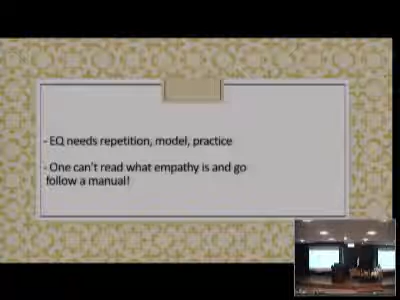 - EQ needs repetition, model, practice
- One can't read what empathy is and go
follow a manual!